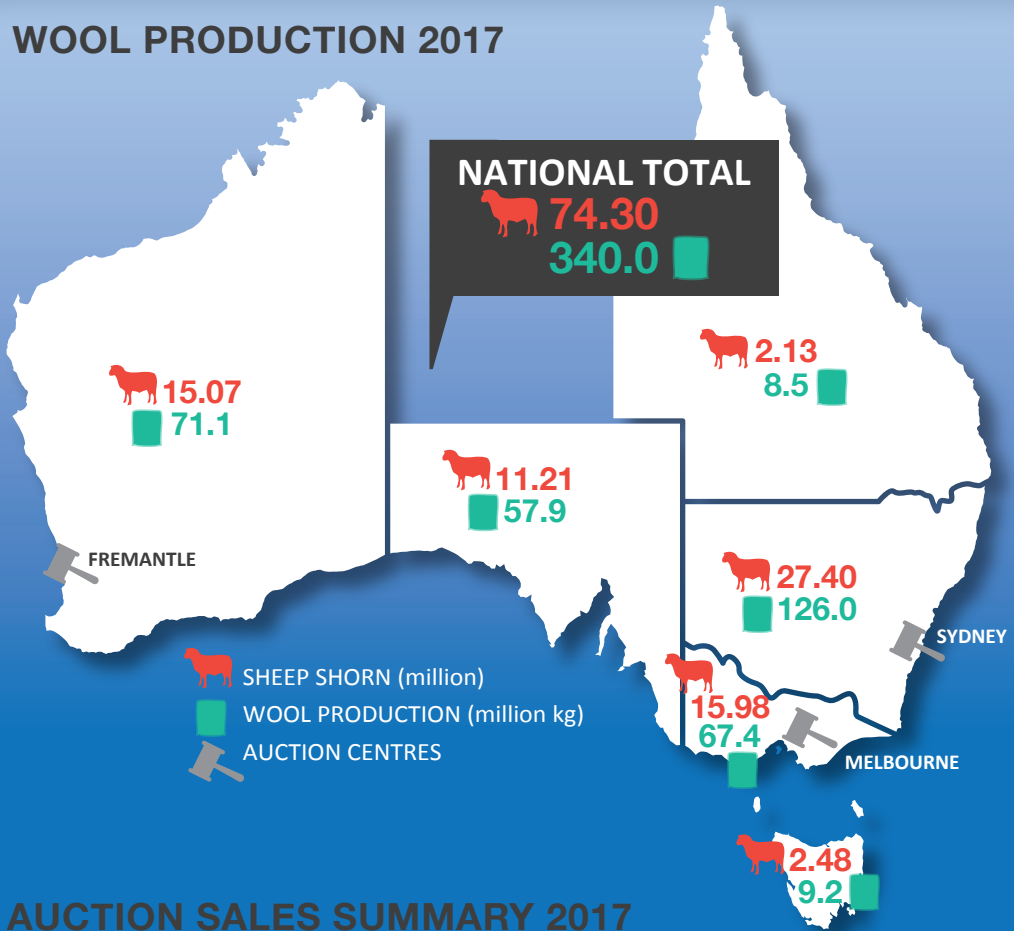 WOOL PRODUCTION 2017
NATIONAL TOTAL
74.30
340.0
2.13
8.5
15.07
71.1
11.21
57.9
FREMANTLE
27.40
126.0
SYDNEY
SHEEP SHORN (million)
WOOL PRODUCTION (million kg)
AUCTION CENTRES
15.98
67.4
MELBOURNE
2.48
9.2
AUCTION SALES SUMMARY 2017